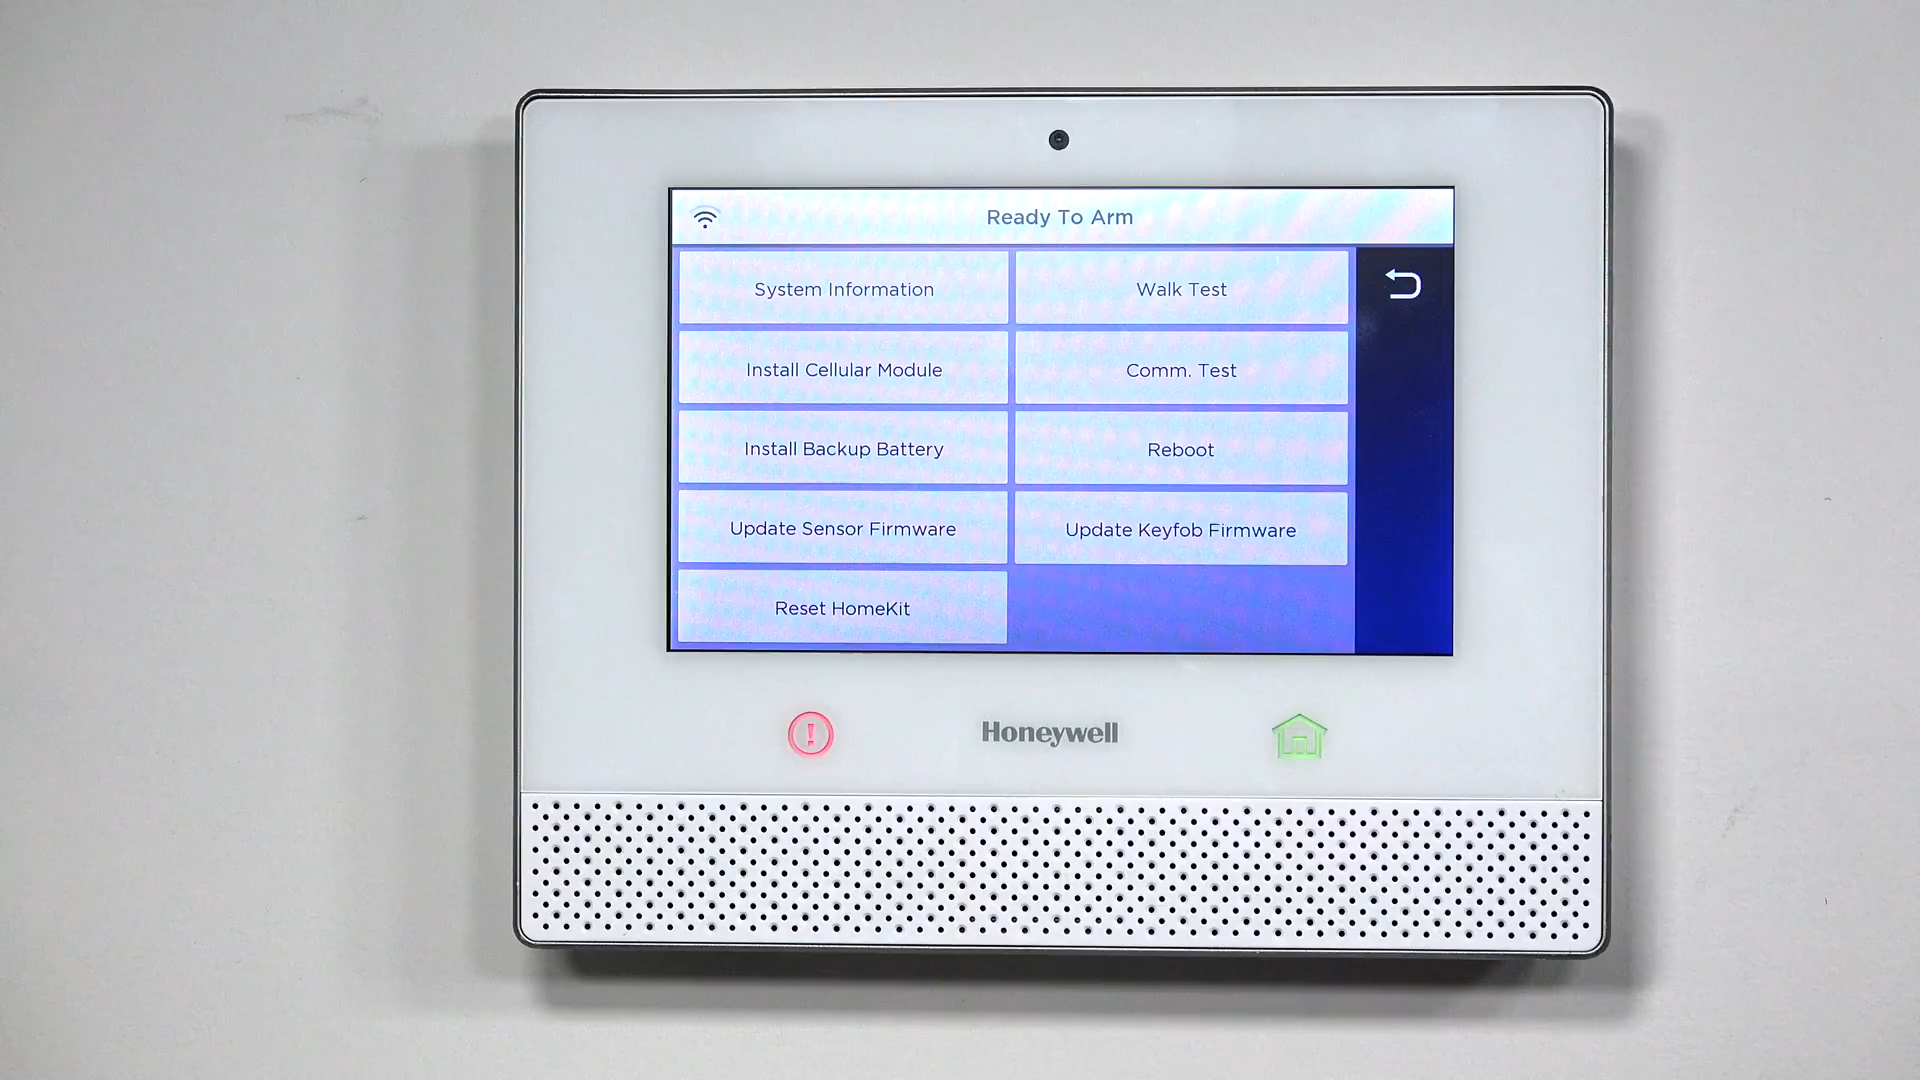 Ready To Arm
System Information
Walk Test
Install Cellular Module
Comm. Test
Install Backup Battery
Reboot
Update Sensor Firmware
Update Keyfob Firmware
Reset HomeKit
Honeywell